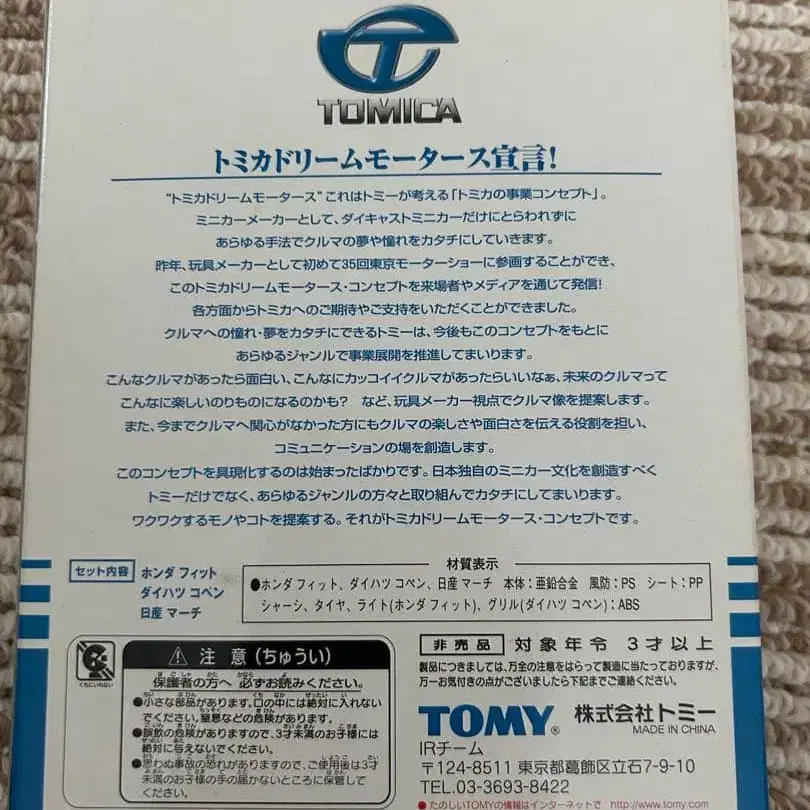 TOMICA
トミカドリームモータース宣言!
“トミカドリームモータース”これはトミーが考える「トミカの事業コンセプト」。
ミニカーメーカーとして、ダイキャストミニカーだけにとらわれずに
あらゆる手法でクルマの夢や憧れをカタチにしていきます。
昨年、玩具メーカーとして初めて35回東京モーターショーに参画することができ、
このトミカドリームモータース・コンセプトを来場者やメディアを通じて発信!
各方面からトミカへのご期待やご支持をいただくことができました。
クルマへの憧れ・夢をカタチにできるトミーは、今後もこのコンセプトをもとに
あらゆるジャンルで事業展開を推進してまいります。
こんなクルマがあったら面白い、こんなにカッコイイクルマがあったらいいなぁ、未来のクルマって
こんなに楽しいのりものになるのかも? など、玩具メーカー視点でクルマ像を提案します。
また、今までクルマへ関心がなかった方にもクルマの楽しさや面白さを伝える役割を担い、
コミュニケーションの場を創造します。
このコンセプトを具現化するのは始まったばかりです。日本独自のミニカー文化を創造すべく
トミーだけでなく、あらゆるジャンルの方々と取り組んでカタチにしてまいります。
ワクワクするモノやコトを提案する。それがトミカドリームモータース・コンセプトです。
セット内容 ホンダ フィット
ダイハツ コペン
日産 マーチ
材質表示
●ホンダ フィット、ダイハツ コペン、日産 マーチ 本体:亜鉛合金 風防:PS シート:PP
シャーシ、タイヤ、ライト(ホンダ フィット)、グリル(ダイハツ コペン):ABS
くちにいれない
注意(ちゅうい)
保護者の方へ 必ずお読みください。
●小さな部品があります。口の中には絶対に入れない
でください。窒息などの危険があります。
●誤飲の危険がありますので、3才未満のお子様には
絶対に与えないでください。
●思わぬ事故の恐れがありますので、ご使用後は3才
未満のお子様の手の届かないところに保管して
ください。
非売品 対象年令 3才以上
製品につきましては、万全の注意をはらって製造に当たっておりますが、
万一お気付きの点がございましたら下記までご連絡ください。
TOMY® 株式会社トミー
MADE IN CHINA
IRチーム
〒124-8511 東京都葛飾区立石7-9-10
TEL.03-3693-8422
●たのしいTOMYの情報はインターネットで http://www.tomy